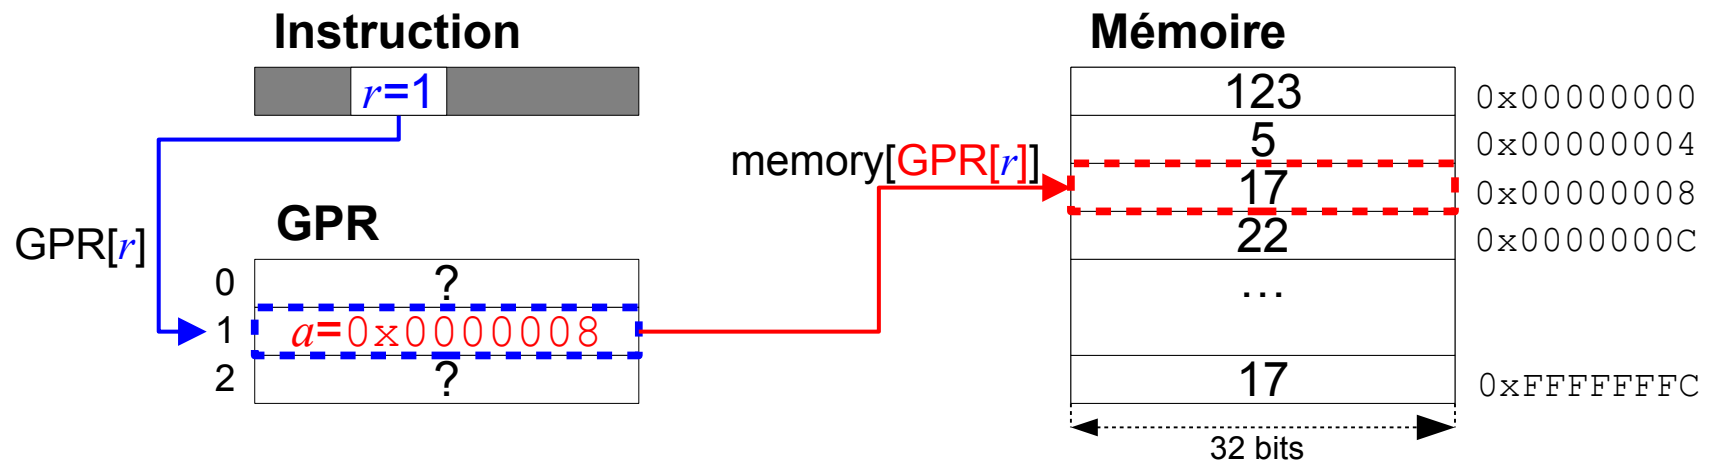 Instruction
r=1
GPR[r]
GPR
0 ?
1 a=0x0000008
2 ?
memory[GPR[r]]
Mémoire
123 0x00000000
5 0x00000004
17 0x00000008
22 0x0000000C
...
17 0xFFFFFFFC
32 bits